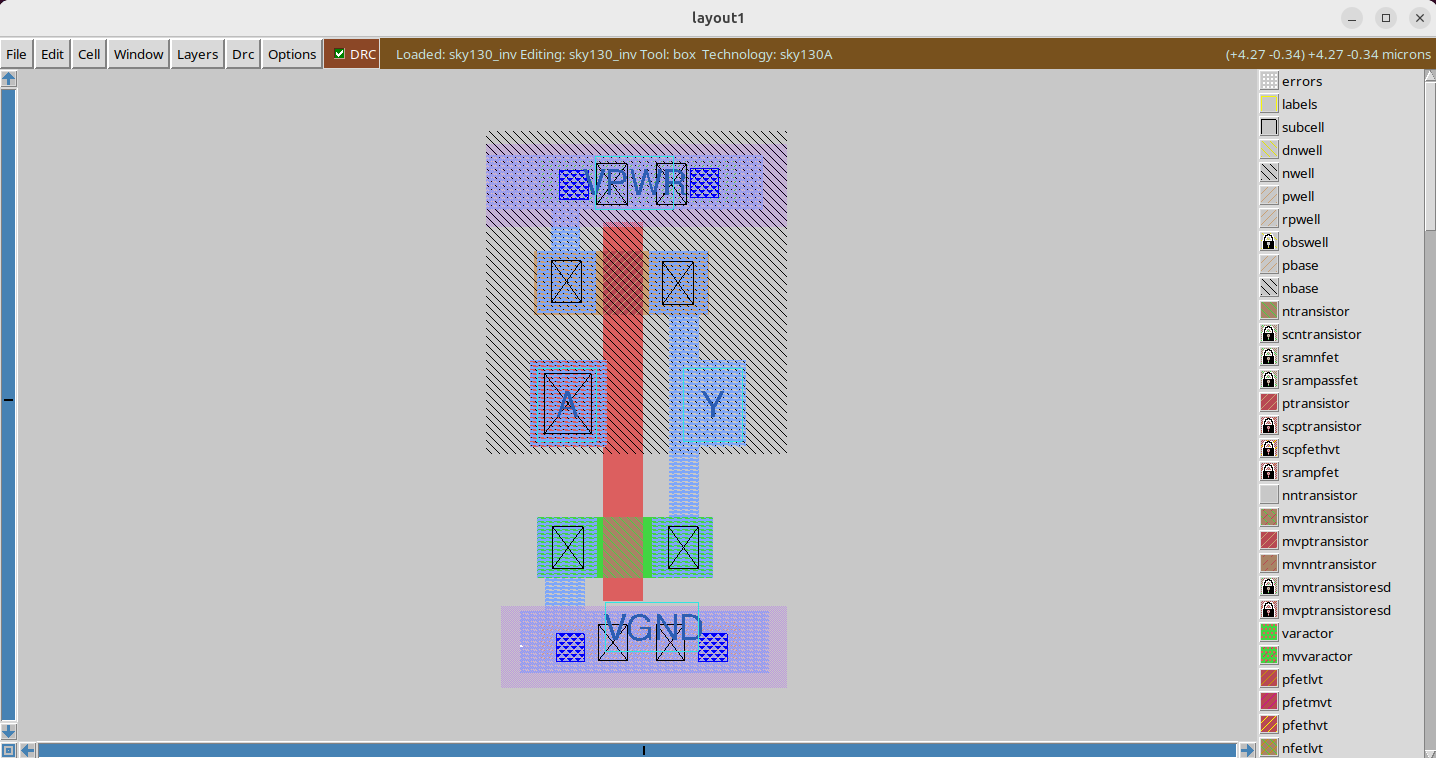 layout1
File Edit Cell Window Layers Drc Options DRC Loaded: sky130_inv Editing: sky130_inv Tool: box Technology: sky130A (+4.27 -0.34) +4.27 -0.34 microns
VPWR
A Y
VGND
errors
labels
subcell
dnwell
nwell
pwell
rpwell
obswell
pbase
nbase
ntransistor
scntransistor
sramnfet
srampassfet
ptransistor
scptransistor
scpfethvt
srampfet
nntransistor
mvntransistor
mvptransistor
mvnntransistor
mvntransistoresd
mvptransistoresd
varactor
mvvaractor
pfetlvt
pfetmvt
pfethvt
nfetlvt